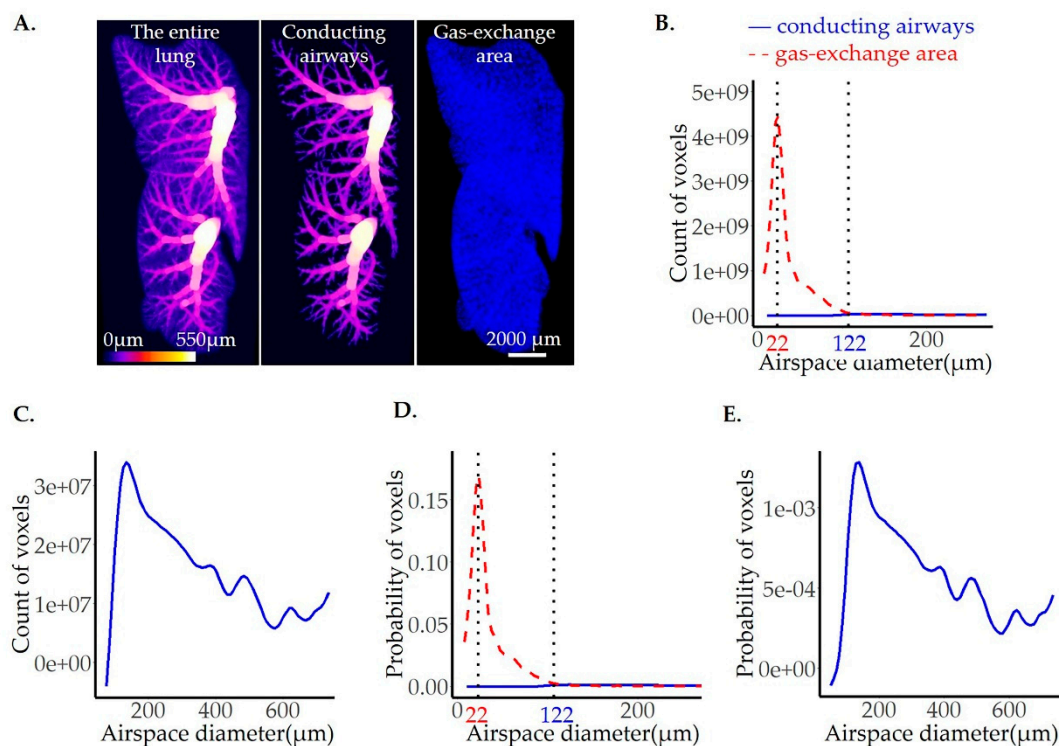 A.
The entire
lung
Conducting
airways
Gas-exchange
area
0μm 550μm
2000 μm
B.
conducting airways
gas-exchange area
5e+09
4e+09
3e+09
2e+09
1e+09
0e+00
Count of voxels
0 22 122 200
Airspace diameter(μm)
C.
3e+07
2e+07
1e+07
0e+00
Count of voxels
200 400 600
Airspace diameter(μm)
D.
0.15
0.10
0.05
0.00
Probability of voxels
0 22 122 200
Airspace diameter(μm)
E.
1e-03
5e-04
0e+00
Probability of voxels
200 400 600
Airspace diameter(μm)